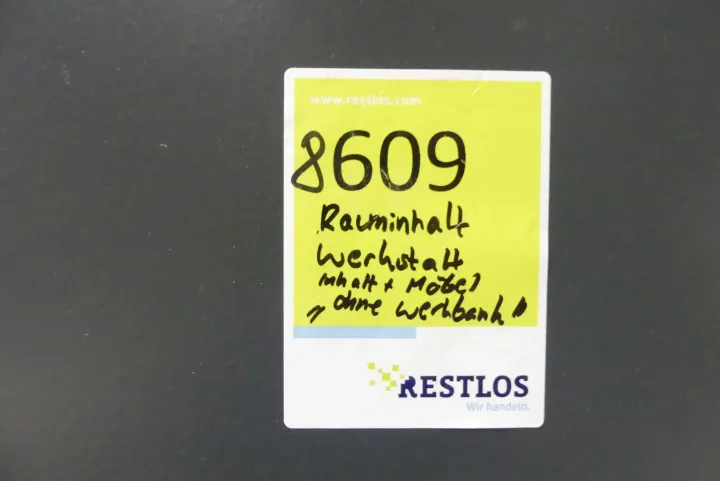 www.restlos.com
8609
Rauminhalt
Werkstatt
Inhalt + Möbel
„ohne Werkbank"
RESTLOS
Wir handeln.